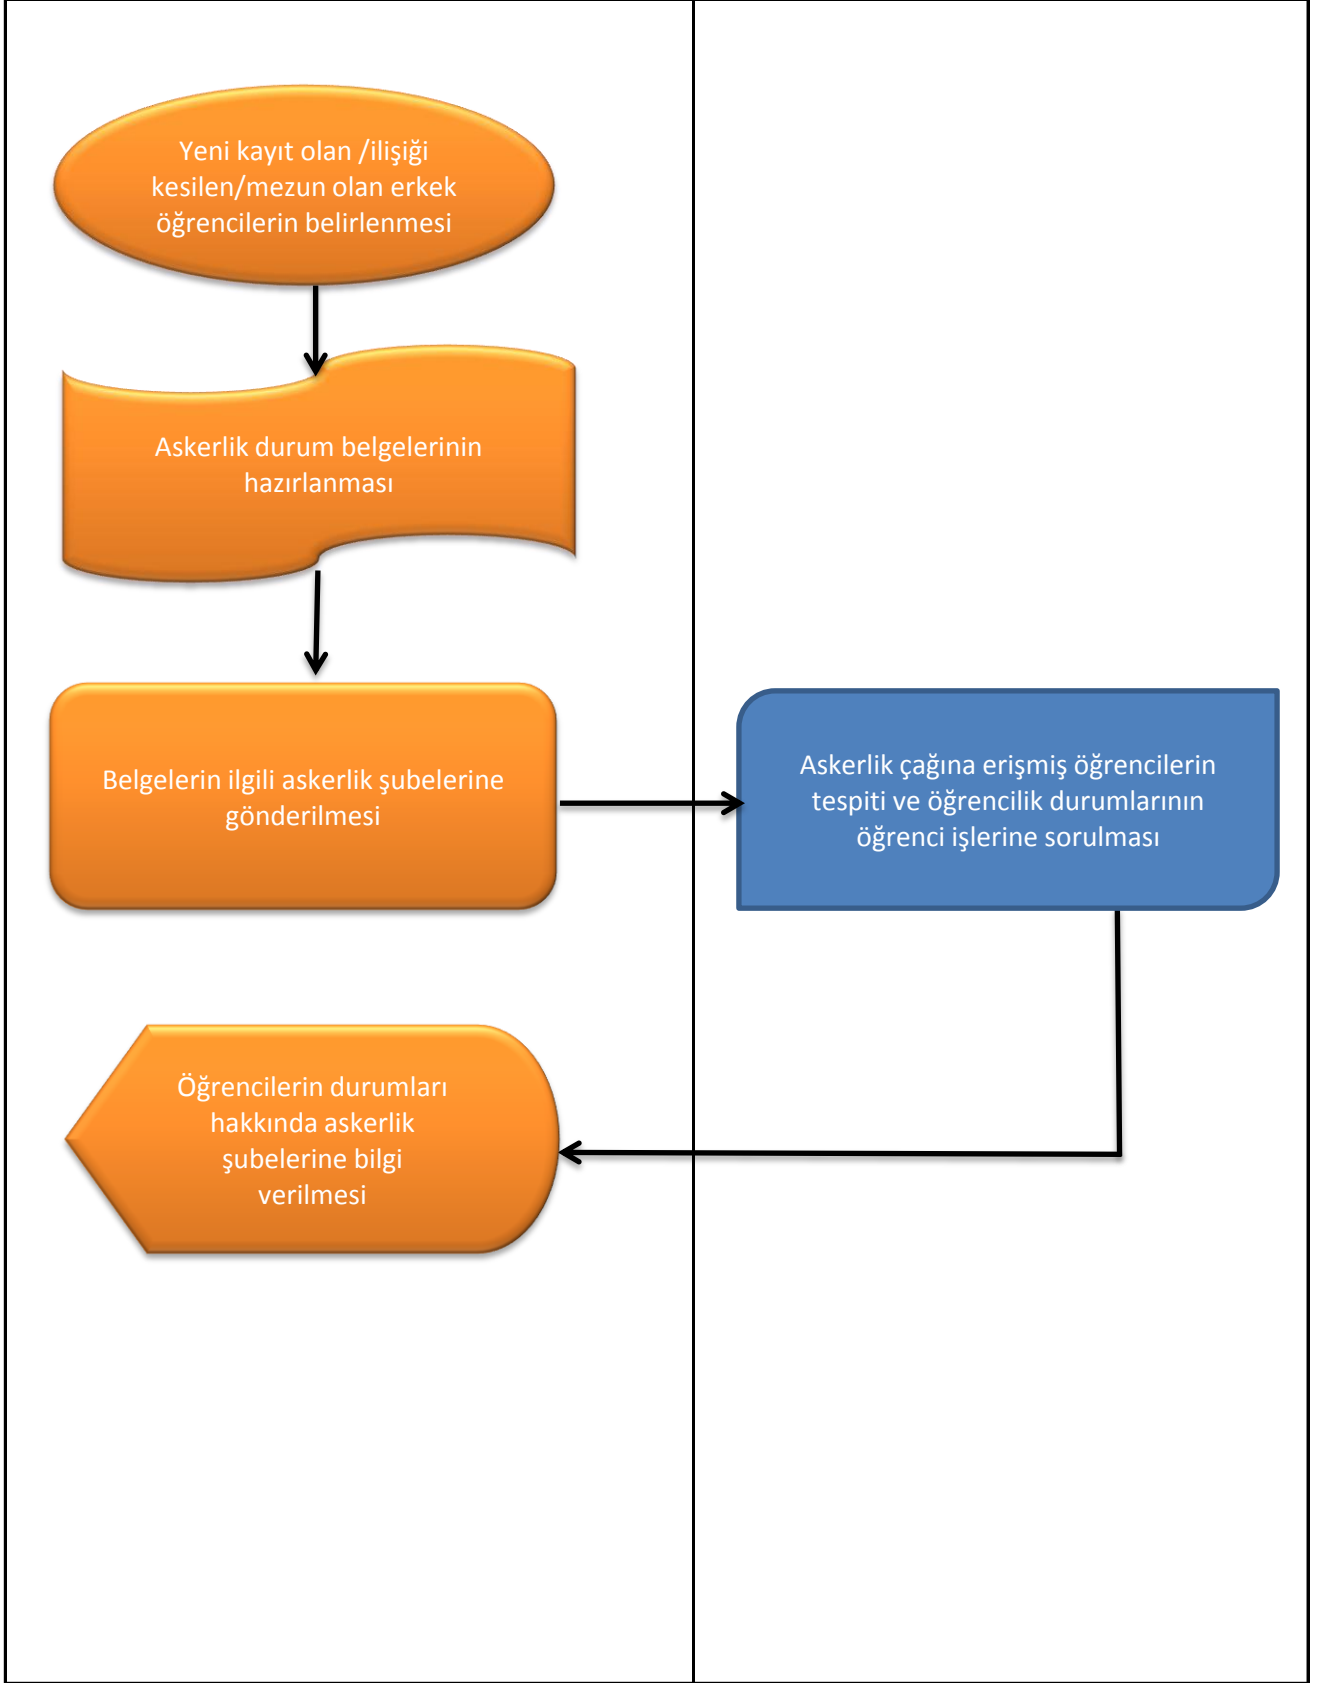 Yeni kayıt olan /ilişiği
kesilen/mezun olan erkek
öğrencilerin belirlenmesi
Askerlik durum belgelerinin
hazırlanması
Belgelerin ilgili askerlik şubelerine
gönderilmesi
Askerlik çağına erişmiş öğrencilerin
tespiti ve öğrencilik durumlarının
öğrenci işlerine sorulması
Öğrencilerin durumları
hakkında askerlik
şubelerine bilgi
verilmesi